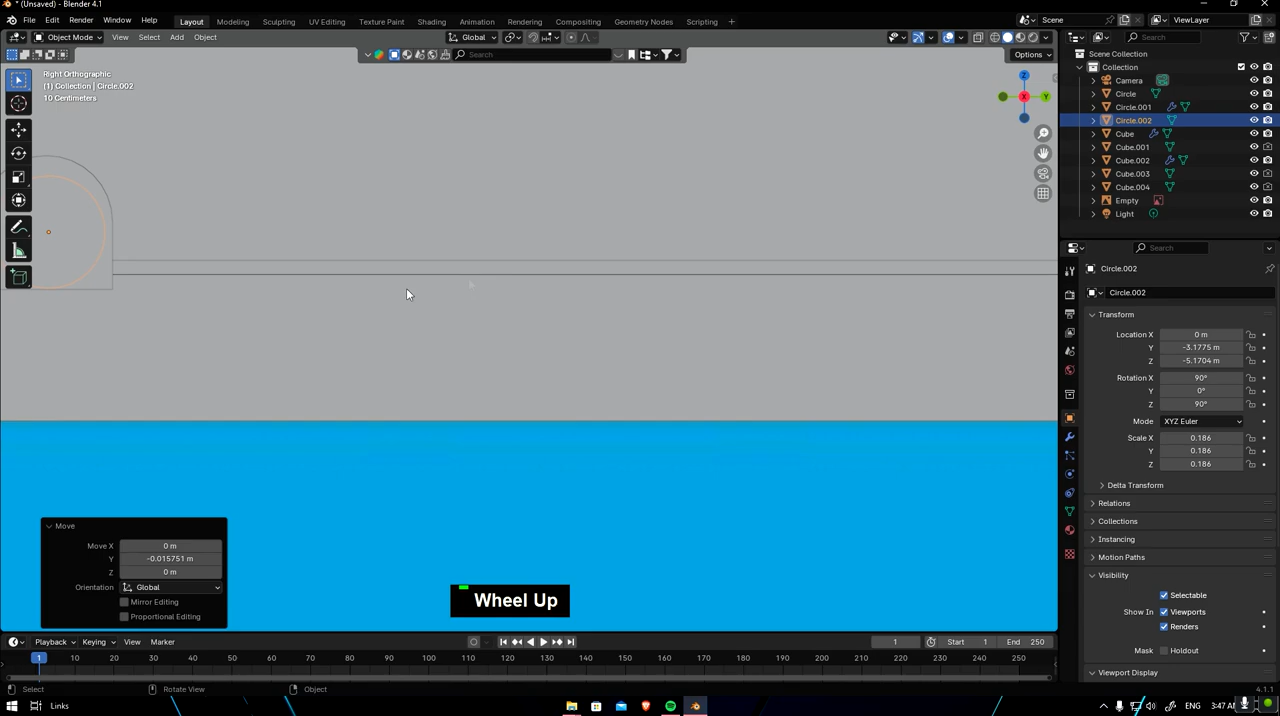 * (Unsaved) - Blender 4.1
File Edit Render Window Help Layout Modeling Sculpting UV Editing Texture Paint Shading Animation Rendering Compositing Geometry Nodes Scripting + Scene ViewLayer
Object Mode View Select Add Object Global Search
Search Options
Right Orthographic
(1) Collection | Circle.002
10 Centimeters
Z
X Y
Scene Collection
Collection
Camera
Circle
Circle.001
Circle.002
Cube
Cube.001
Cube.002
Cube.003
Cube.004
Empty
Light
Search
Circle.002
Circle.002
Transform
Location X 0 m
Y -3.1775 m
Z -5.1704 m
Rotation X 90°
Y 0°
Z 90°
Mode XYZ Euler
Scale X 0.186
Y 0.186
Z 0.186
Delta Transform
Relations
Collections
Instancing
Motion Paths
Visibility
Selectable
Show In Viewports
Renders
Mask Holdout
Viewport Display
Move
Move X 0 m
Y -0.015751 m
Z 0 m
Orientation Global
Mirror Editing
Proportional Editing
Wheel Up
Playback Keying View Marker 1 Start 1 End 250
1 10 20 30 40 50 60 70 80 90 100 110 120 130 140 150 160 170 180 190 200 210 220 230 240 250
Select Rotate View Object 4.1.1
Links ENG 3:47 AM